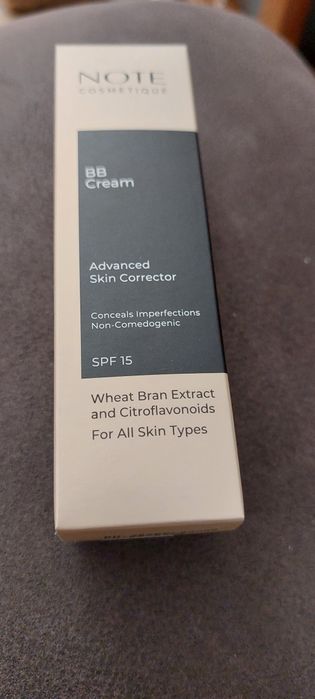 NOTE
COSMETIQUE
BB
Cream
Advanced
Skin Corrector
Conceals Imperfections
Non-Comedogenic
SPF 15
Wheat Bran Extract
and Citroflavonoids
For All Skin Types